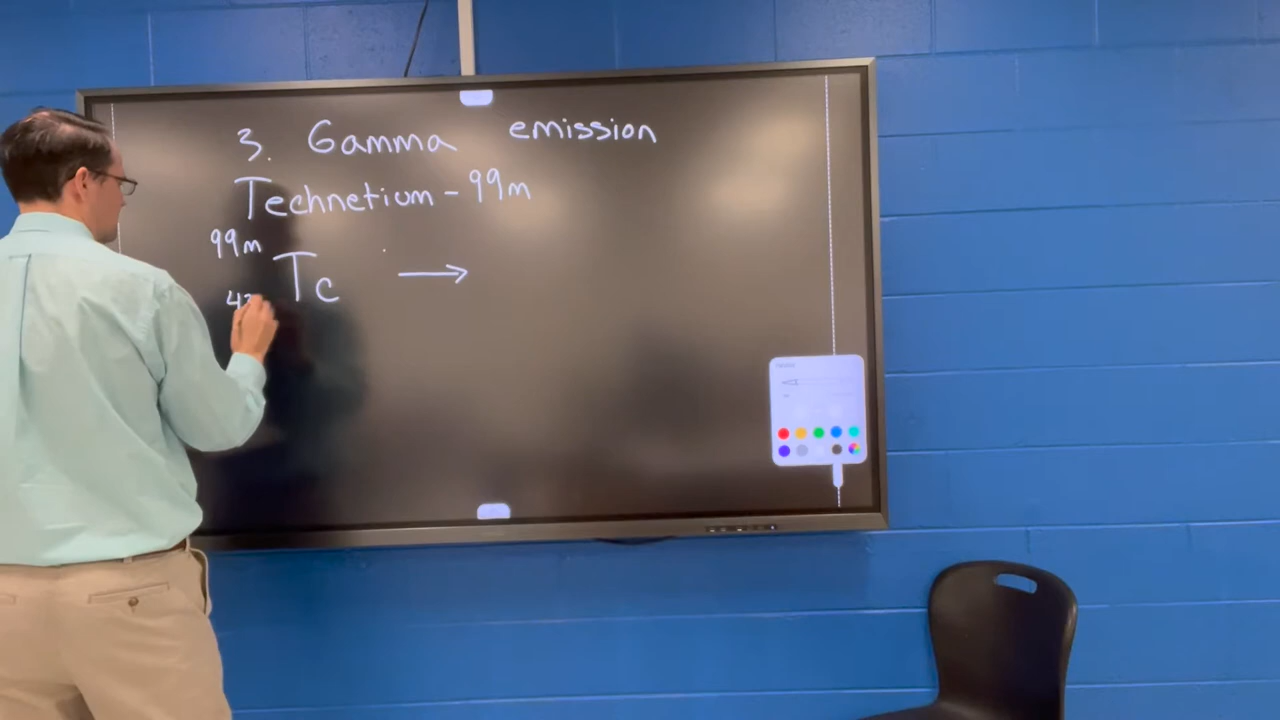 3. Gamma emission
Technetium - 99m
99m
Tc →